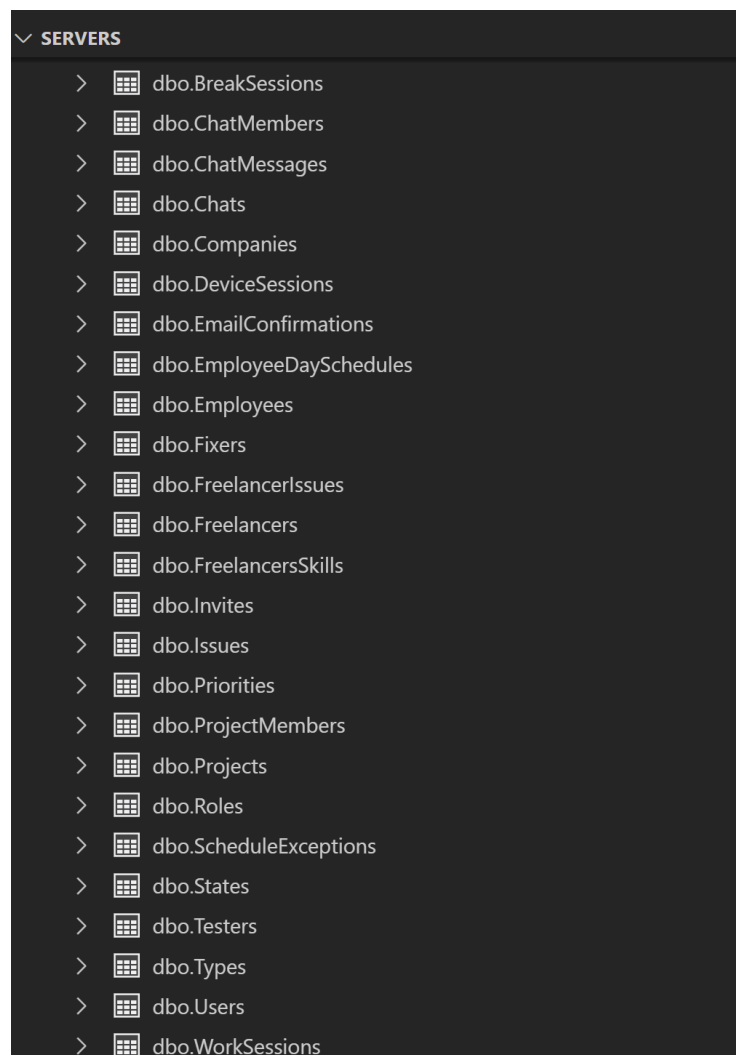 SERVERS
dbo.BreakSessions
dbo.ChatMembers
dbo.ChatMessages
dbo.Chats
dbo.Companies
dbo.DeviceSessions
dbo.EmailConfirmations
dbo.EmployeeDaySchedules
dbo.Employees
dbo.Fixers
dbo.FreelancerIssues
dbo.Freelancers
dbo.FreelancersSkills
dbo.Invites
dbo.Issues
dbo.Priorities
dbo.ProjectMembers
dbo.Projects
dbo.Roles
dbo.ScheduleExceptions
dbo.States
dbo.Testers
dbo.Types
dbo.Users
dbo.WorkSessions